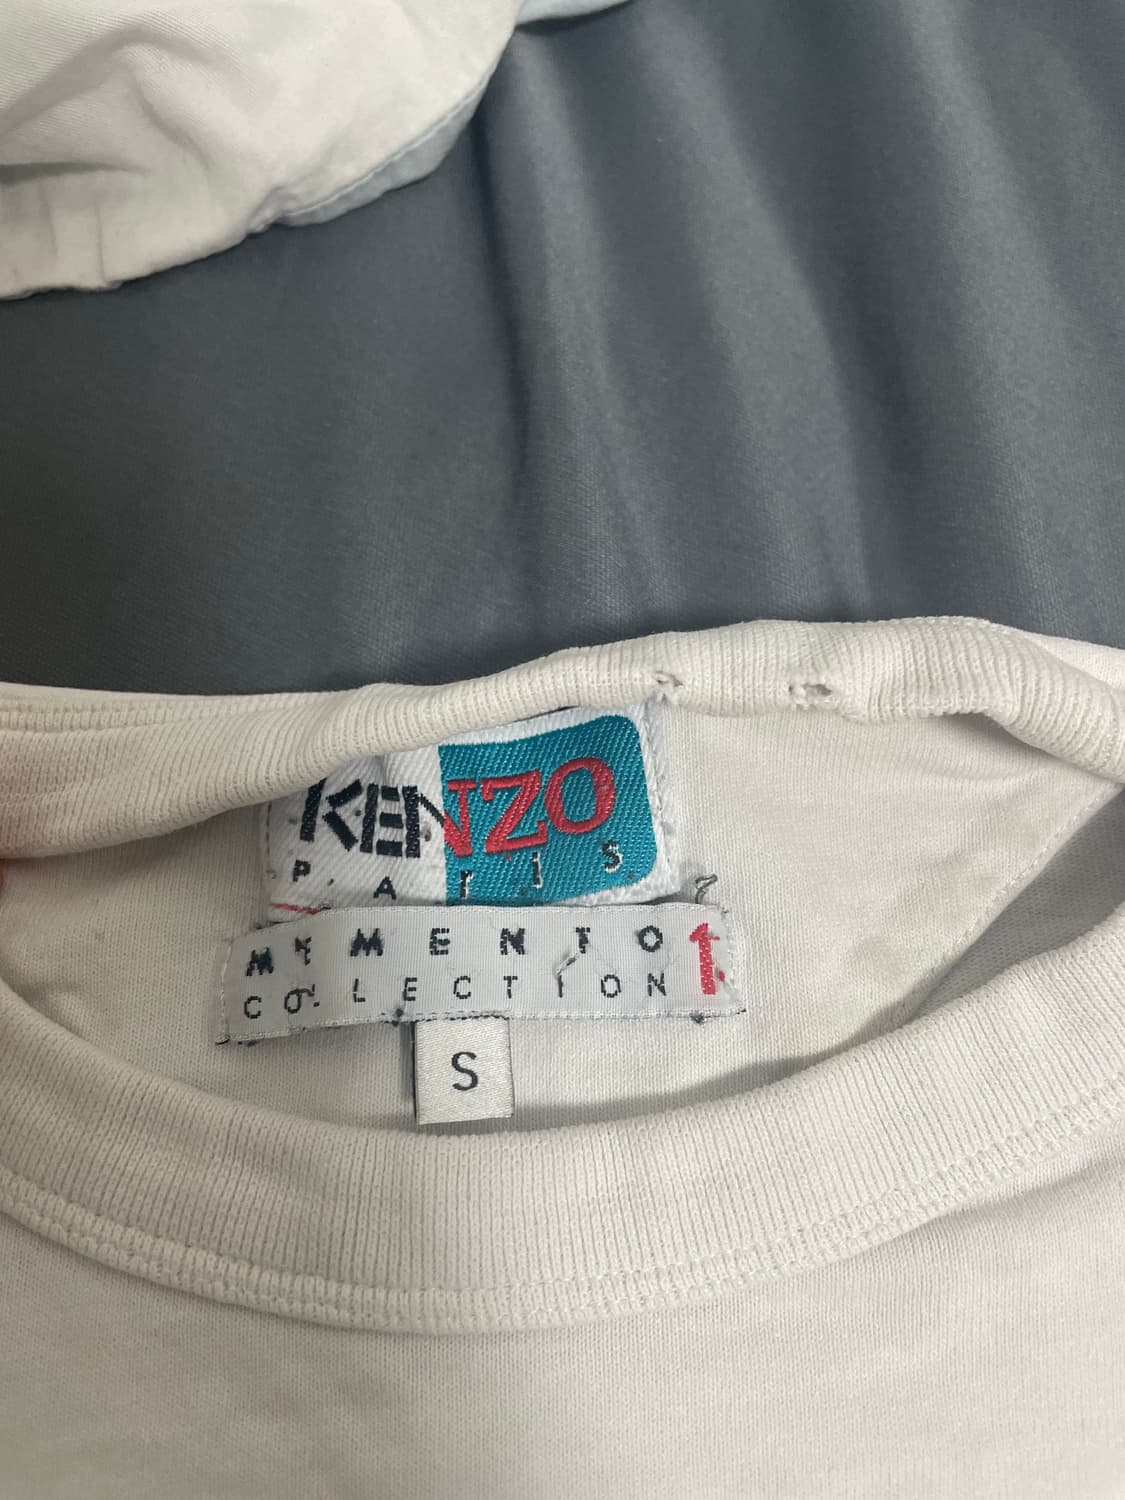 KENZO
PAriS
MEMENTO 1
COLLECTION
S